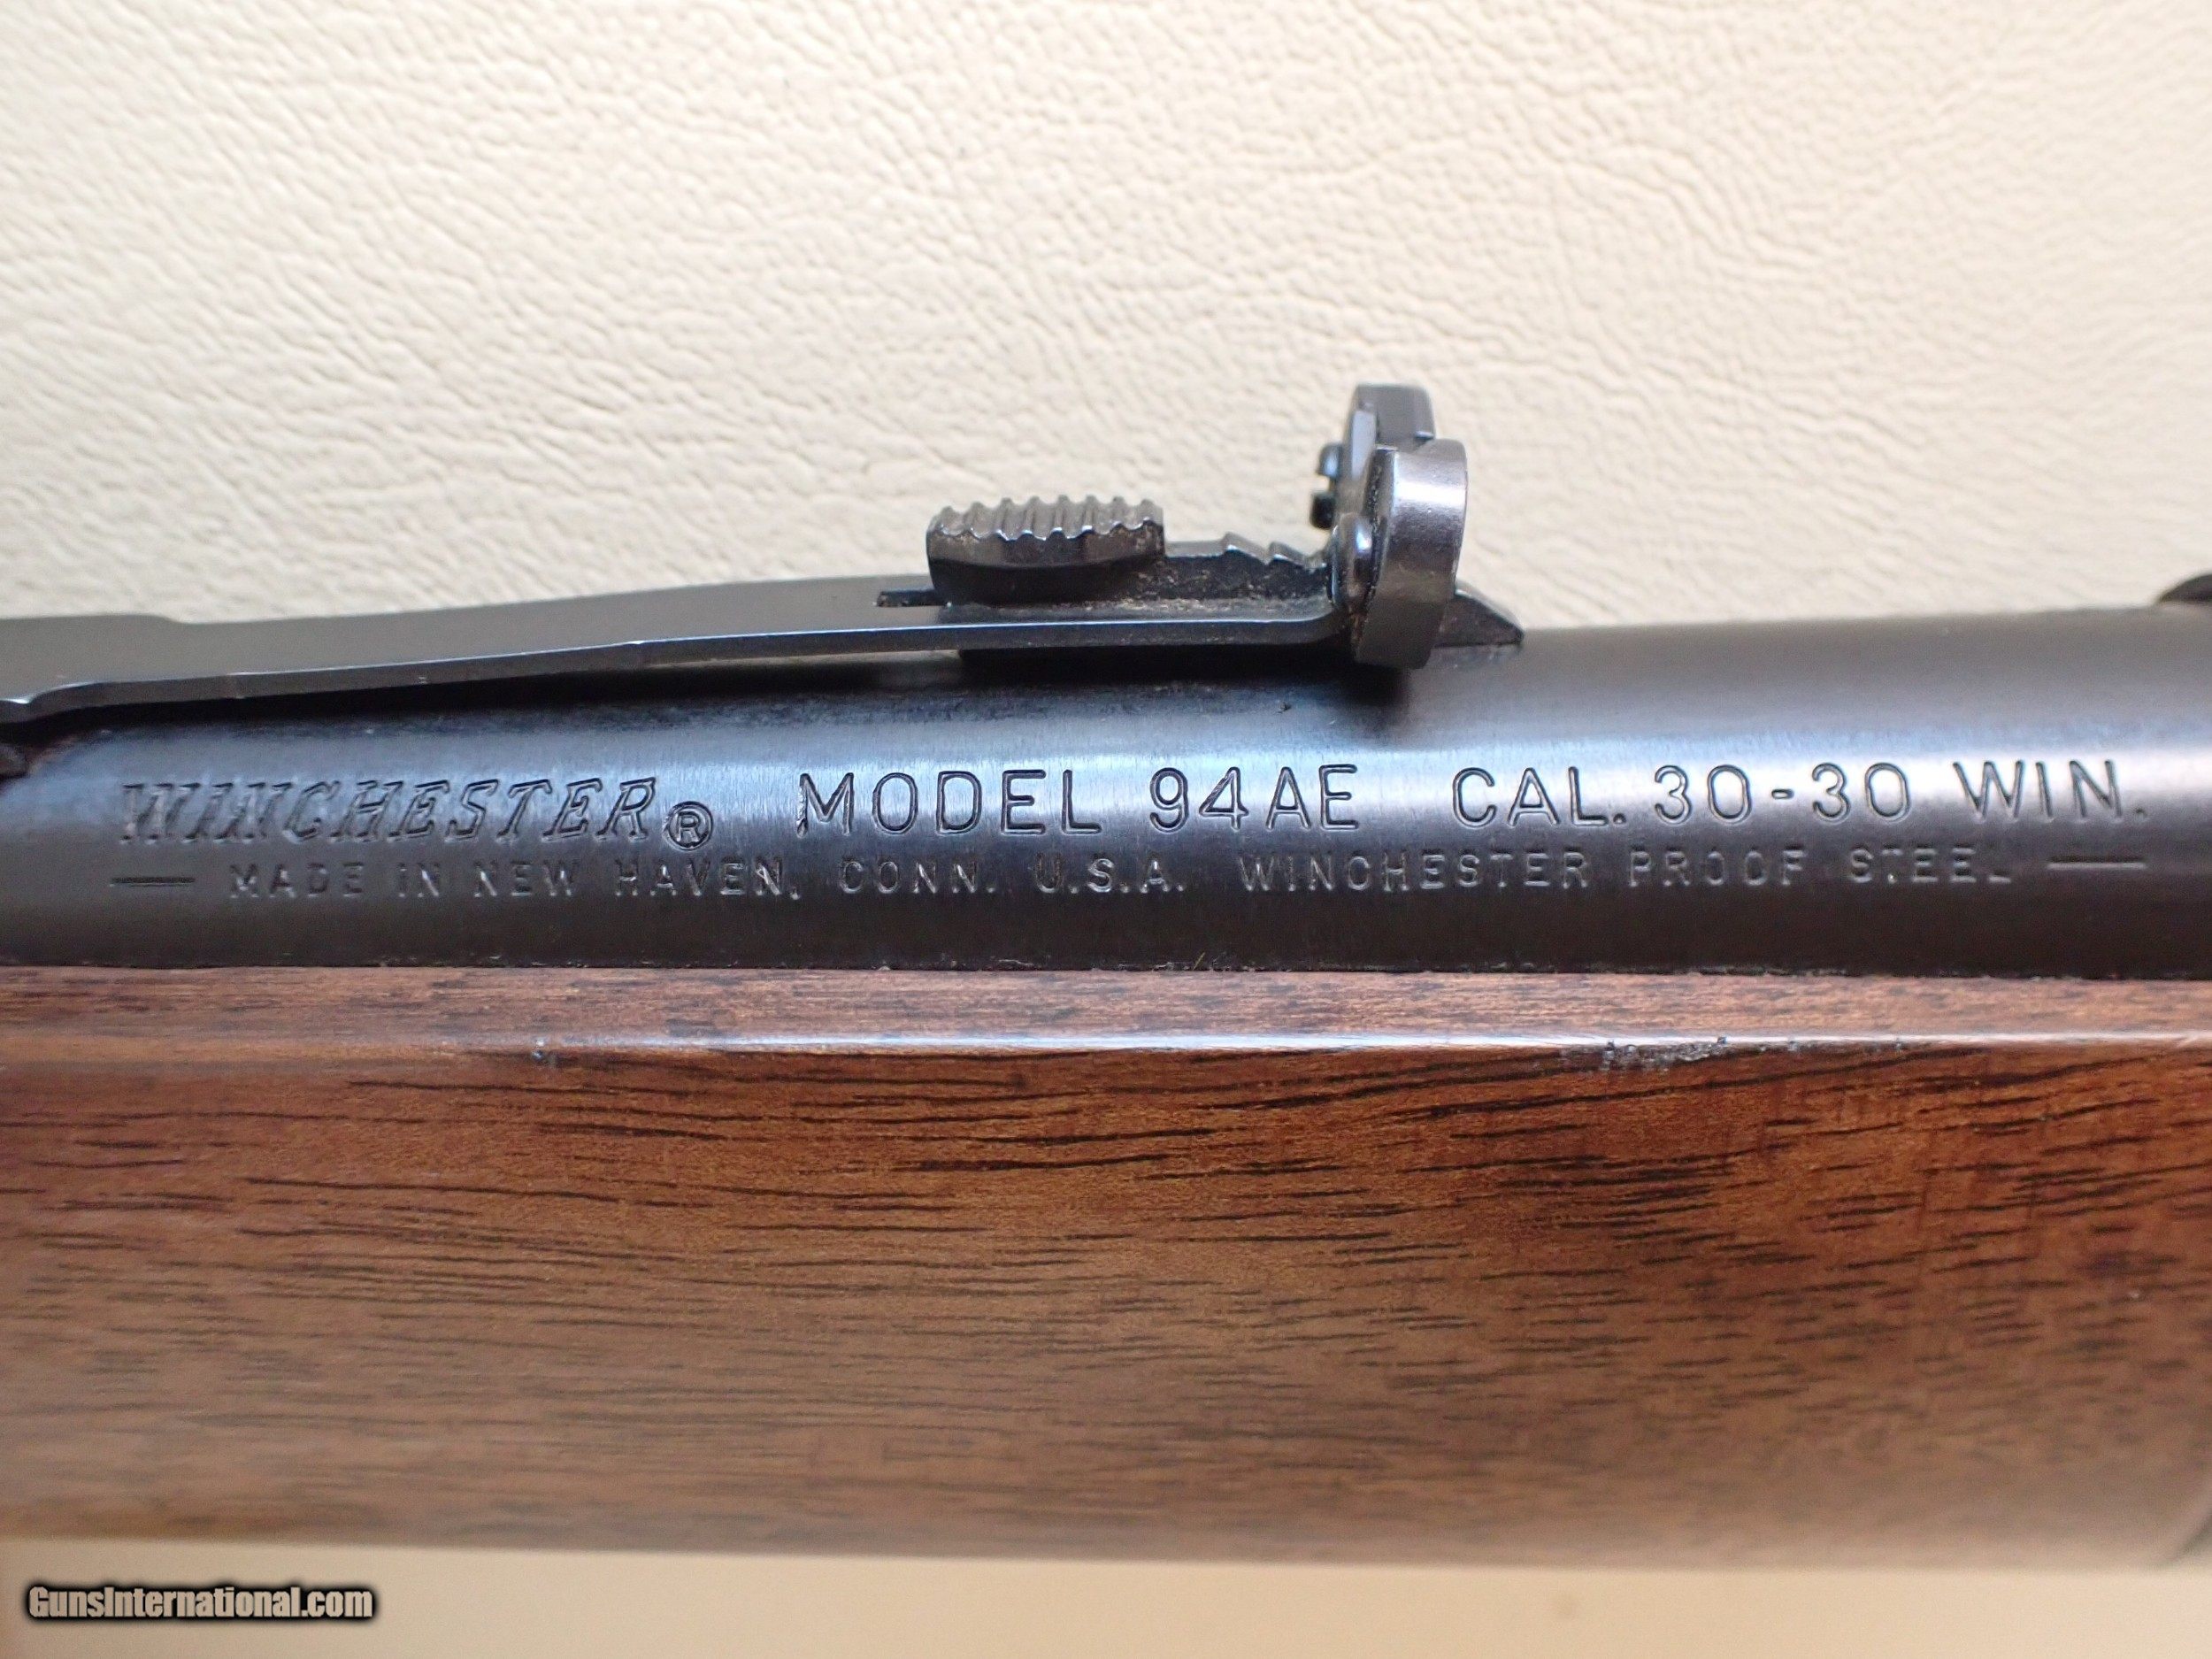 WINCHESTER® MODEL 94AE CAL. 30-30 WIN.
— MADE IN NEW HAVEN, CONN. U.S.A. WINCHESTER PROOF STEEL —
GunsInternational.com